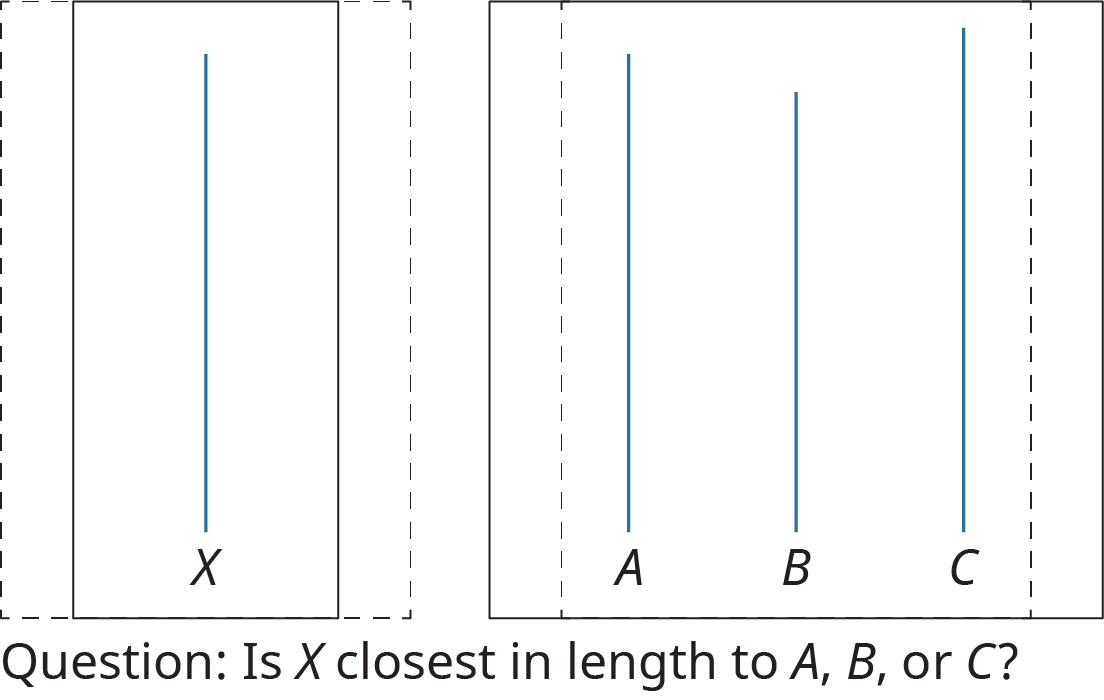 X
A B C
Question: Is X closest in length to A, B, or C?